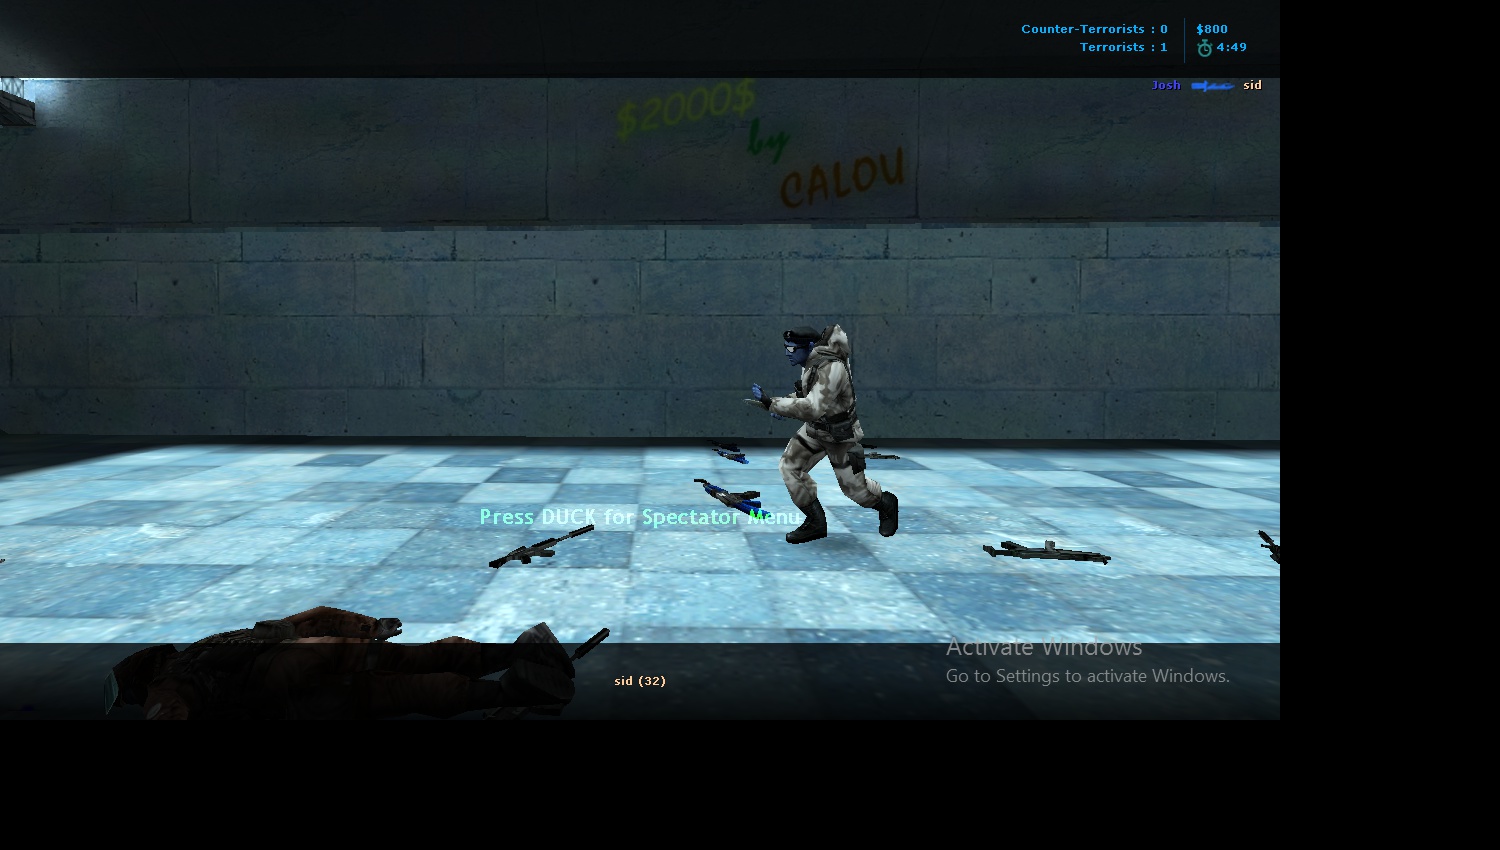 Counter-Terrorists : 0
$800
Terrorists : 1
4:49
Josh sid
$2000$
by
CALOU
Press DUCK for Spectator Menu
Activate Windows
Go to Settings to activate Windows.
sid (32)